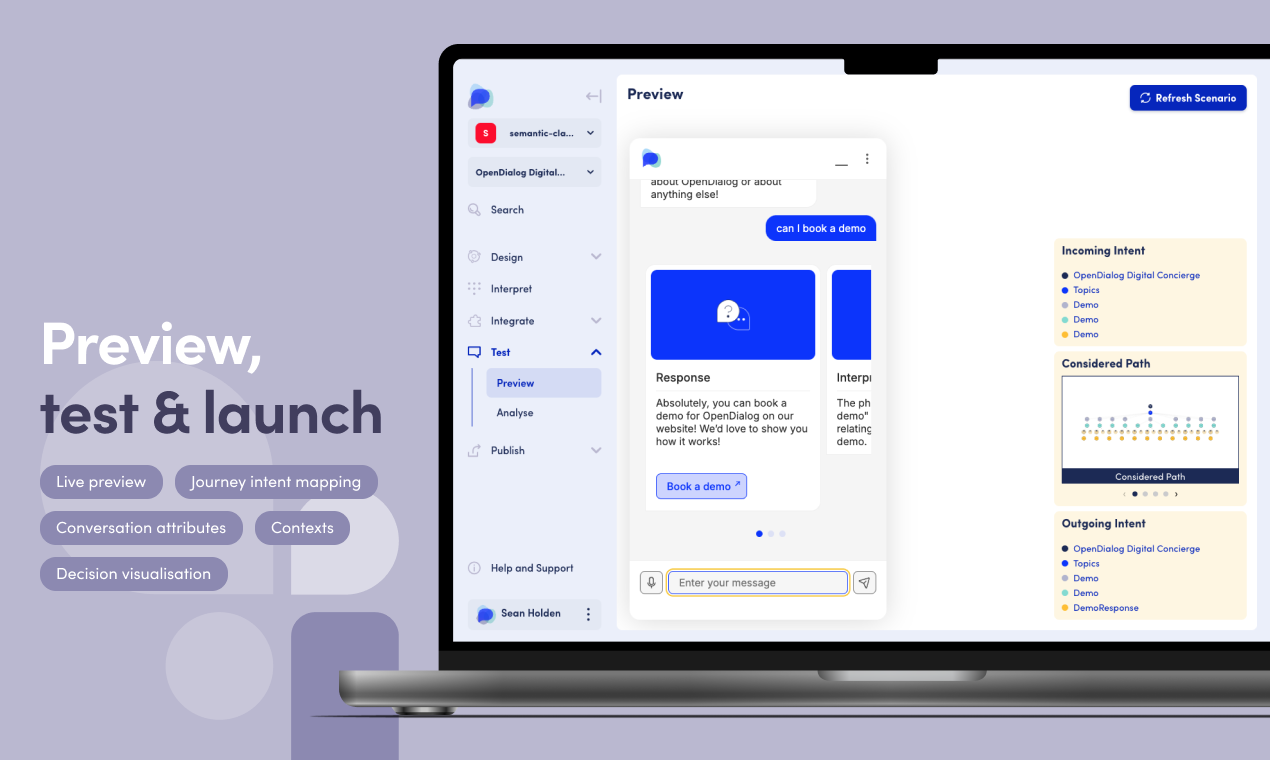 Preview,
test & launch
Live preview
Journey intent mapping
Conversation attributes
Contexts
Decision visualisation
S
semantic-cla...
OpenDialog Digital...
Search
Design
Interpret
Integrate
Test
Preview
Analyse
Publish
Help and Support
Sean Holden
Preview
Refresh Scenario
about OpenDialog or about
anything else!
can I book a demo
?
Response
Absolutely, you can book a
demo for OpenDialog on our
website! We'd love to show you
how it works!
Book a demo
Interpr
The ph
demo"
relating
demo.
Enter your message
Incoming Intent
OpenDialog Digital Concierge
Topics
Demo
Demo
Demo
Considered Path
Considered Path
Outgoing Intent
OpenDialog Digital Concierge
Topics
Demo
Demo
DemoResponse